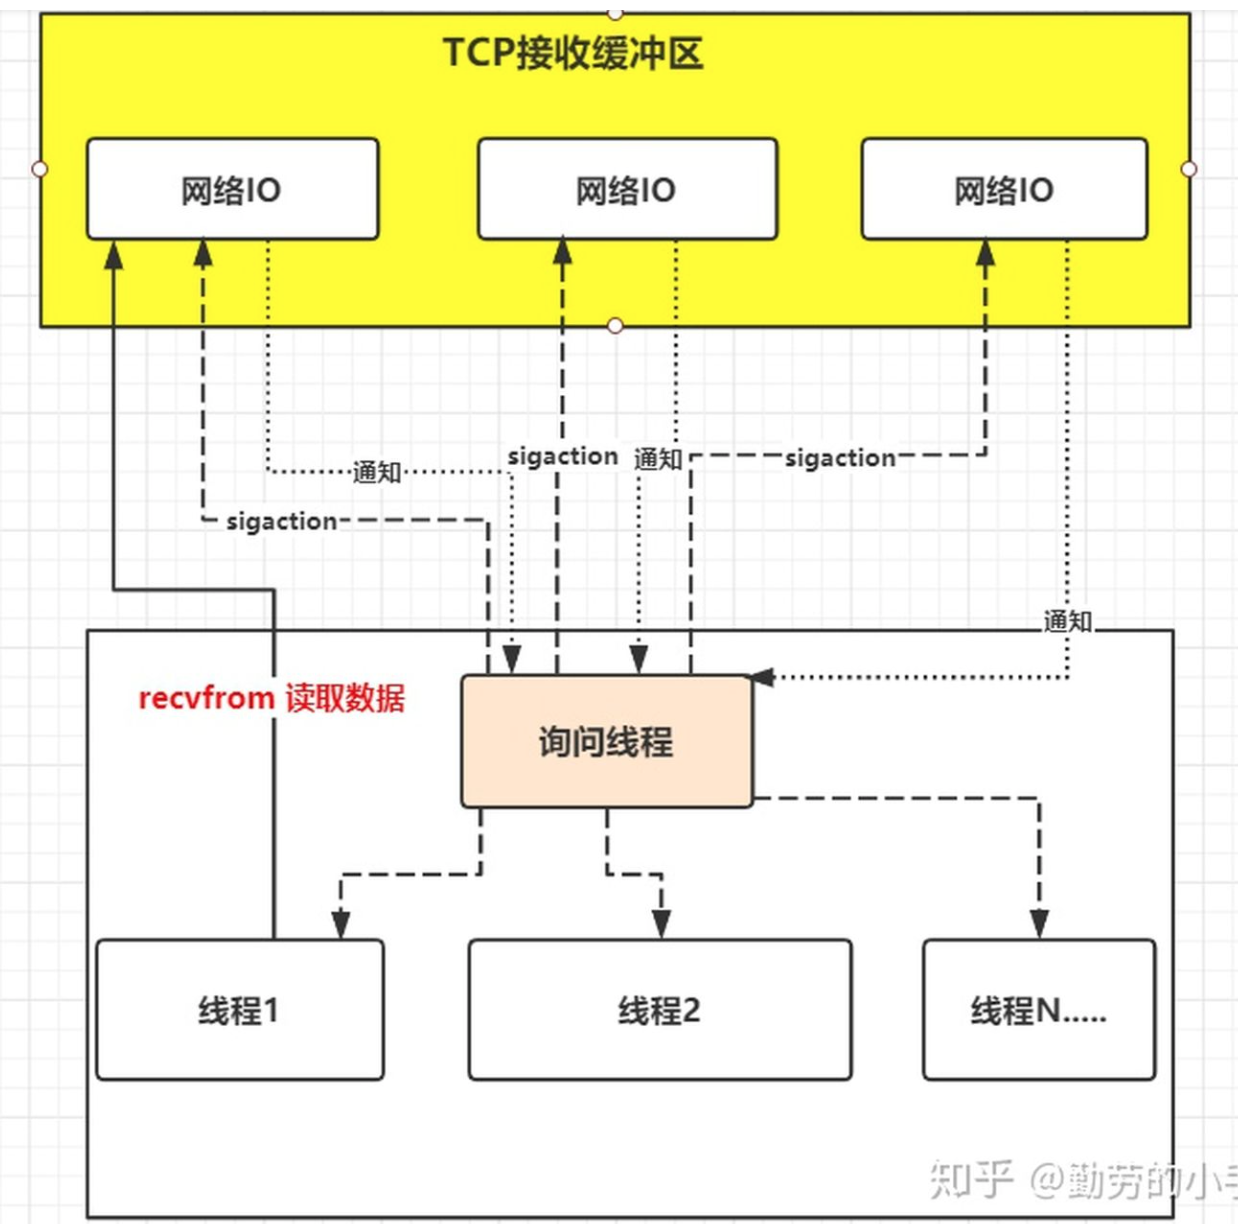 TCP接收缓冲区
网络IO
网络IO
网络IO
sigaction
通知
sigaction
通知
sigaction
通知
recvfrom 读取数据
询问线程
线程1
线程2
线程N.....
知乎 @勤劳的小手